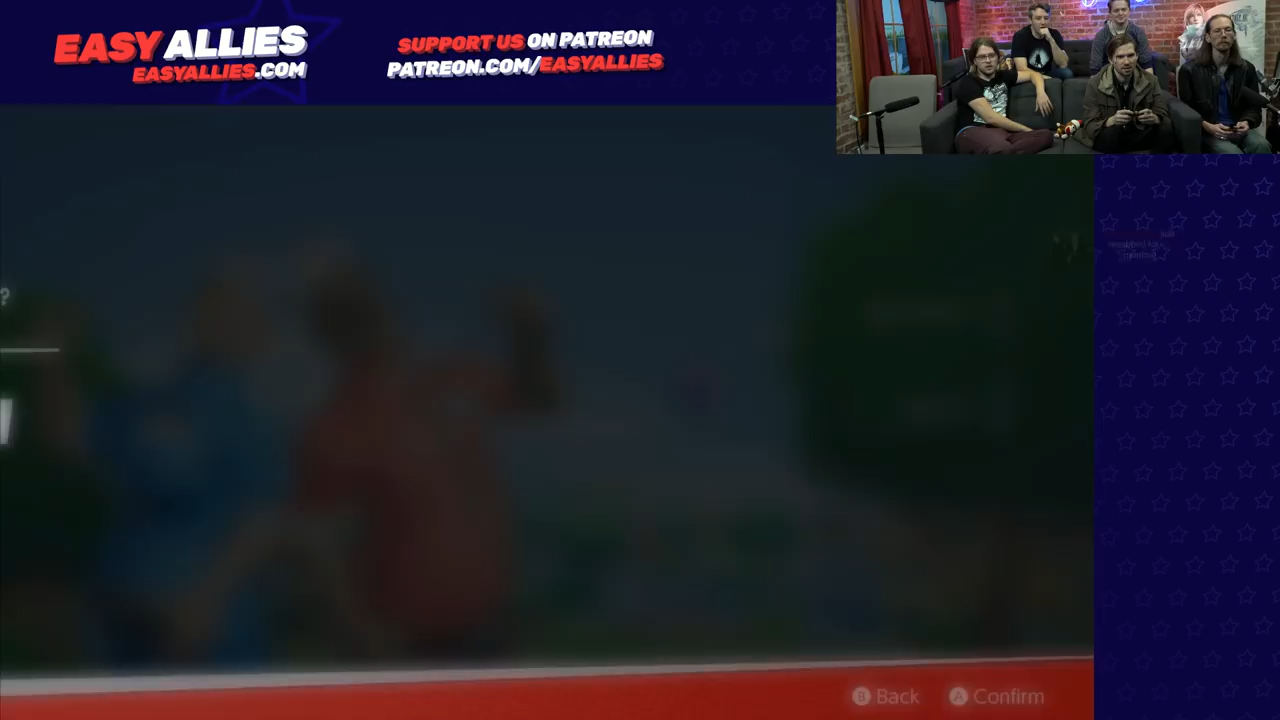 EASY ALLIES
EASYALLIES.COM
SUPPORT US ON PATREON
PATREON.COM/EASYALLIES
?
B Back A Confirm